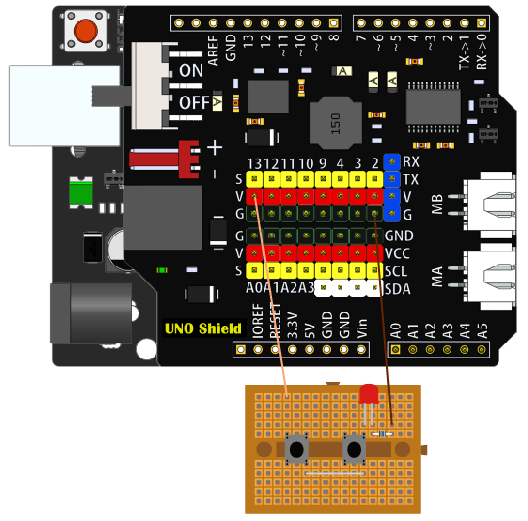 AREF
GND
13
12
~11
~10
~9
8
7
~6
~5
4
~3
2
TX->1
RX->0
ON
OFF
A
A
A
A
150
+
-
13 12 11 10 9 4 3 2 RX
S TX
V V
G G
G GND
V VCC
S SCL
A0 A1 A2 A3 SDA
MB
MA
UNO Shield
IOREF
RESET
3.3V
5V
GND
GND
Vin
A0
A1
A2
A3
A4
A5